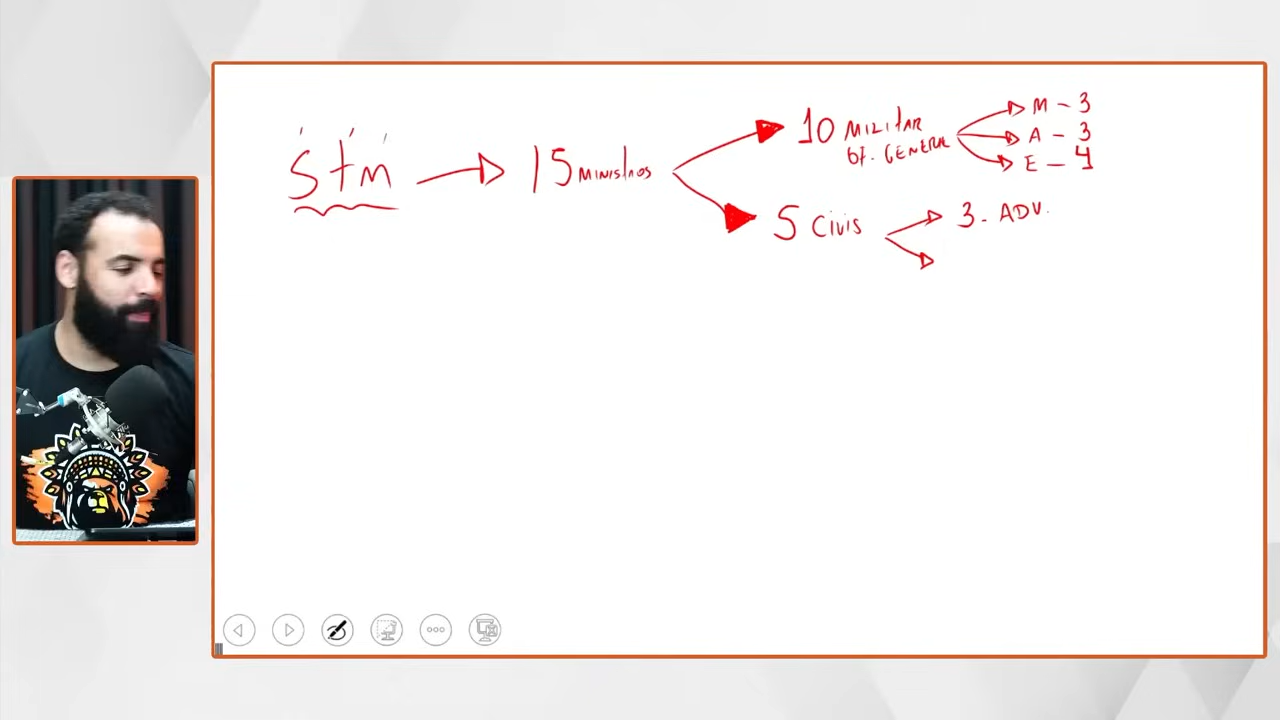 STM
15 MINISTROS
10 MILITAR
OF. GENERAL
M - 3
A - 3
E - 4
5 CIVIS
3 - ADV.